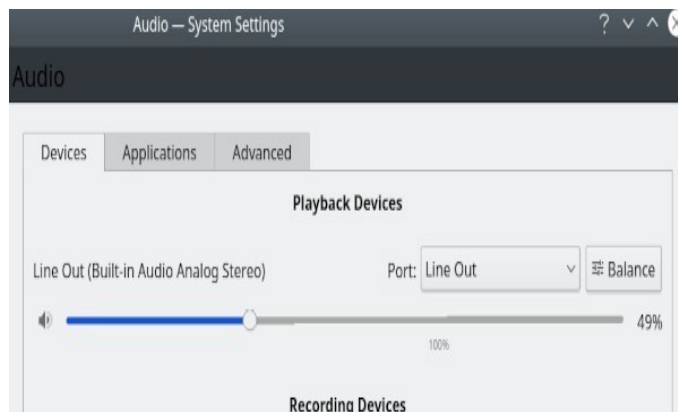 Audio — System Settings
Audio
Devices Applications Advanced
Playback Devices
Line Out (Built-in Audio Analog Stereo) Port: Line Out Balance
49%
100%
Recording Devices